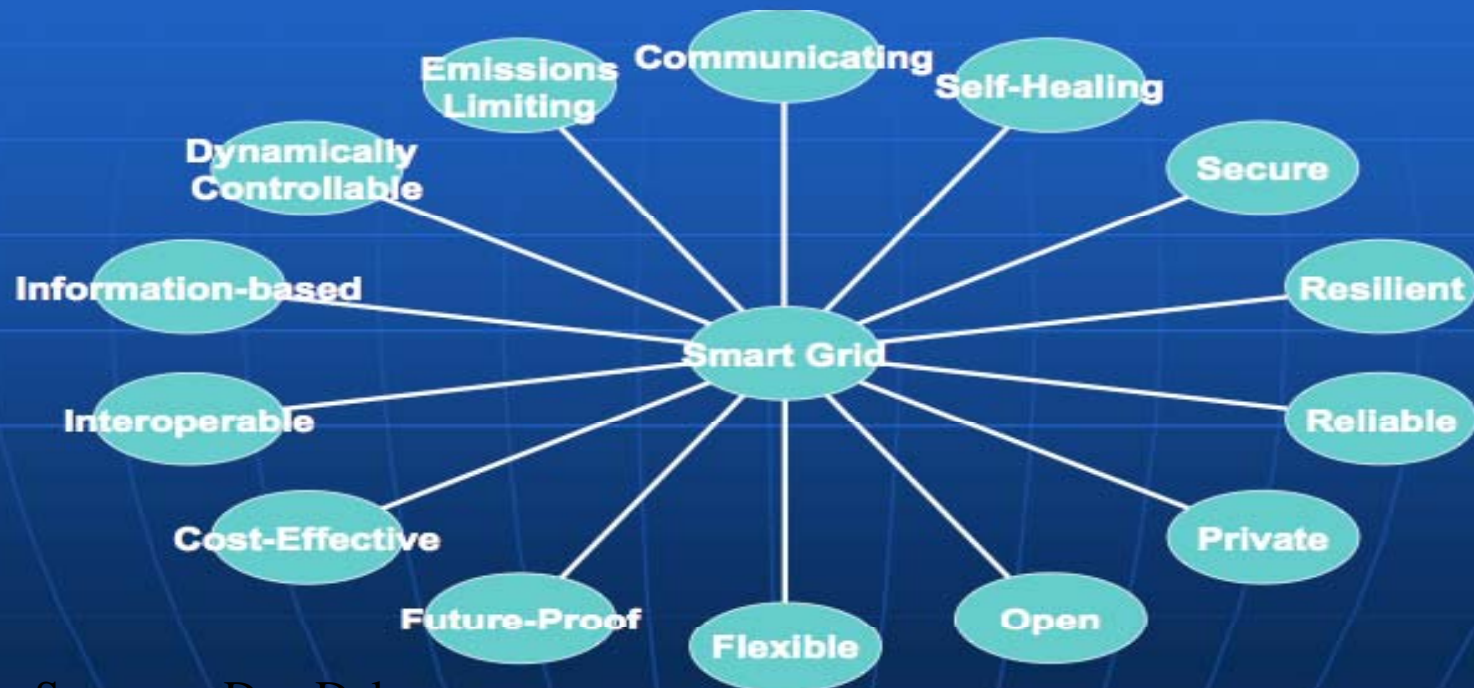 Communicating
Emissions
Limiting
Self-Healing
Dynamically
Controllable
Secure
Information-based
Resilient
Smart Grid
Interoperable
Reliable
Cost-Effective
Private
Future-Proof
Open
Flexible